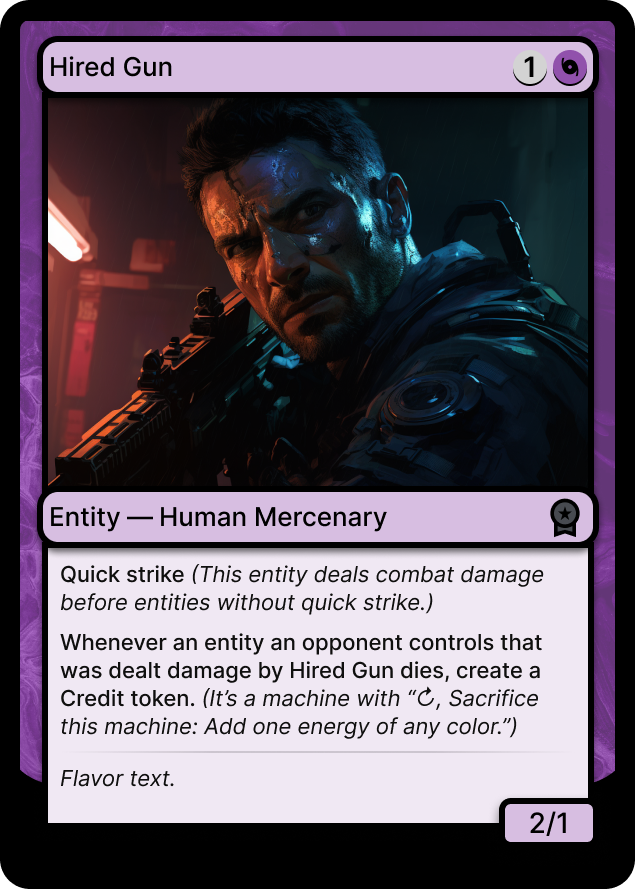 Hired Gun 1
Entity — Human Mercenary
Quick strike (This entity deals combat damage
before entities without quick strike.)
Whenever an entity an opponent controls that
was dealt damage by Hired Gun dies, create a
Credit token. (It’s a machine with “↻, Sacrifice
this machine: Add one energy of any color.”)
Flavor text.
2/1